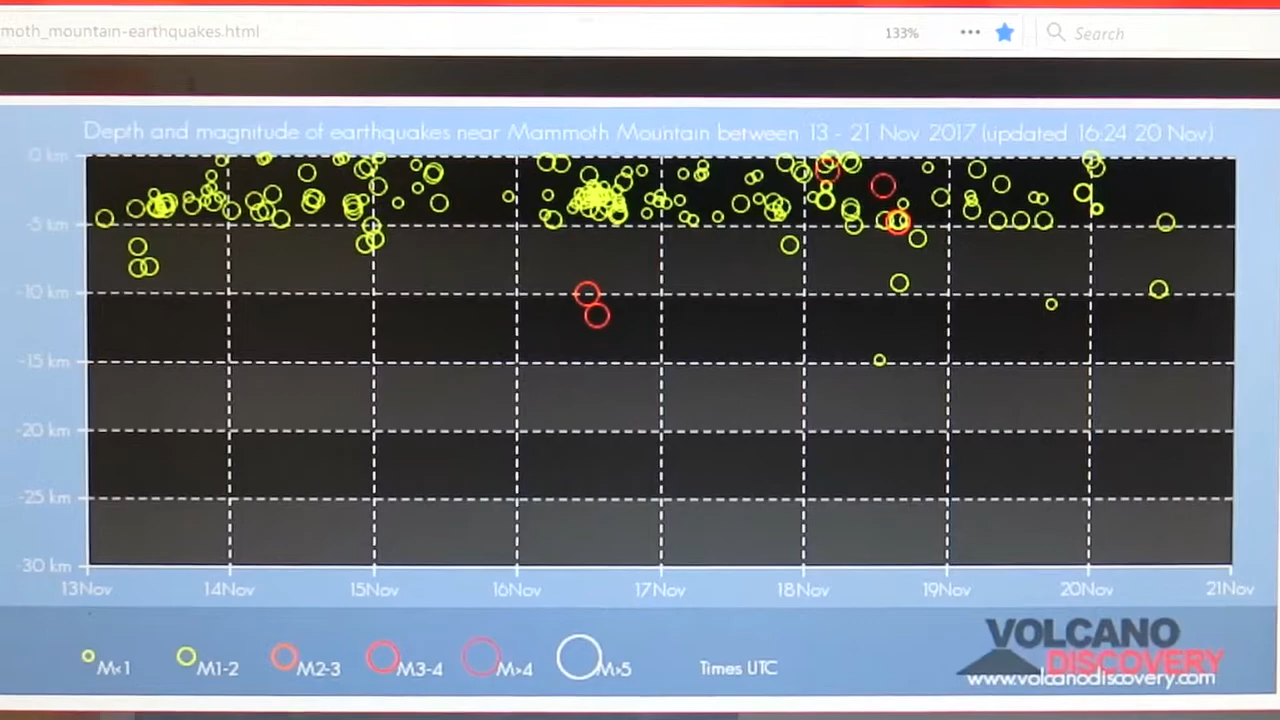 moth_mountain-earthquakes.html
133%
Search
Depth and magnitude of earthquakes near Mammoth Mountain between 13 - 21 Nov 2017 (updated 16:24 20 Nov)
0 km
-5 km
-10 km
-15 km
-20 km
-25 km
-30 km
13Nov 14Nov 15Nov 16Nov 17Nov 18Nov 19Nov 20Nov 21Nov
M<1 M1-2 M2-3 M3-4 M>4 M>5 Times UTC
VOLCANO
DISCOVERY
www.volcanodiscovery.com